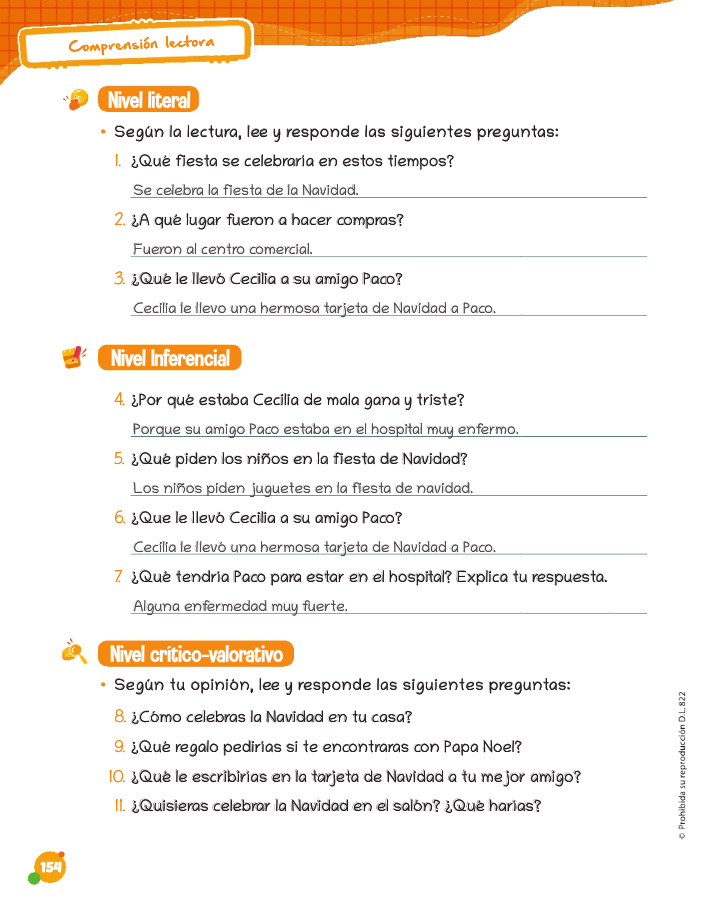 Comprensión lectora
Nivel literal
• Según la lectura, lee y responde las siguientes preguntas:
1. ¿Qué fiesta se celebraría en estos tiempos?
Se celebra la fiesta de la Navidad.
2. ¿A qué lugar fueron a hacer compras?
Fueron al centro comercial.
3. ¿Qué le llevó Cecilia a su amigo Paco?
Cecilia le llevo una hermosa tarjeta de Navidad a Paco.
Nivel Inferencial
4. ¿Por qué estaba Cecilia de mala gana y triste?
Porque su amigo Paco estaba en el hospital muy enfermo.
5. ¿Qué piden los niños en la fiesta de Navidad?
Los niños piden juguetes en la fiesta de navidad.
6. ¿Que le llevó Cecilia a su amigo Paco?
Cecilia le llevó una hermosa tarjeta de Navidad a Paco.
7. ¿Qué tendría Paco para estar en el hospital? Explica tu respuesta.
Alguna enfermedad muy fuerte.
Nivel crítico-valorativo
• Según tu opinión, lee y responde las siguientes preguntas:
8. ¿Cómo celebras la Navidad en tu casa?
9. ¿Qué regalo pedirías si te encontraras con Papa Noel?
10. ¿Qué le escribirías en la tarjeta de Navidad a tu mejor amigo?
11. ¿Quisieras celebrar la Navidad en el salón? ¿Qué harías?
© Prohibida su reproducción D.L. 822
154